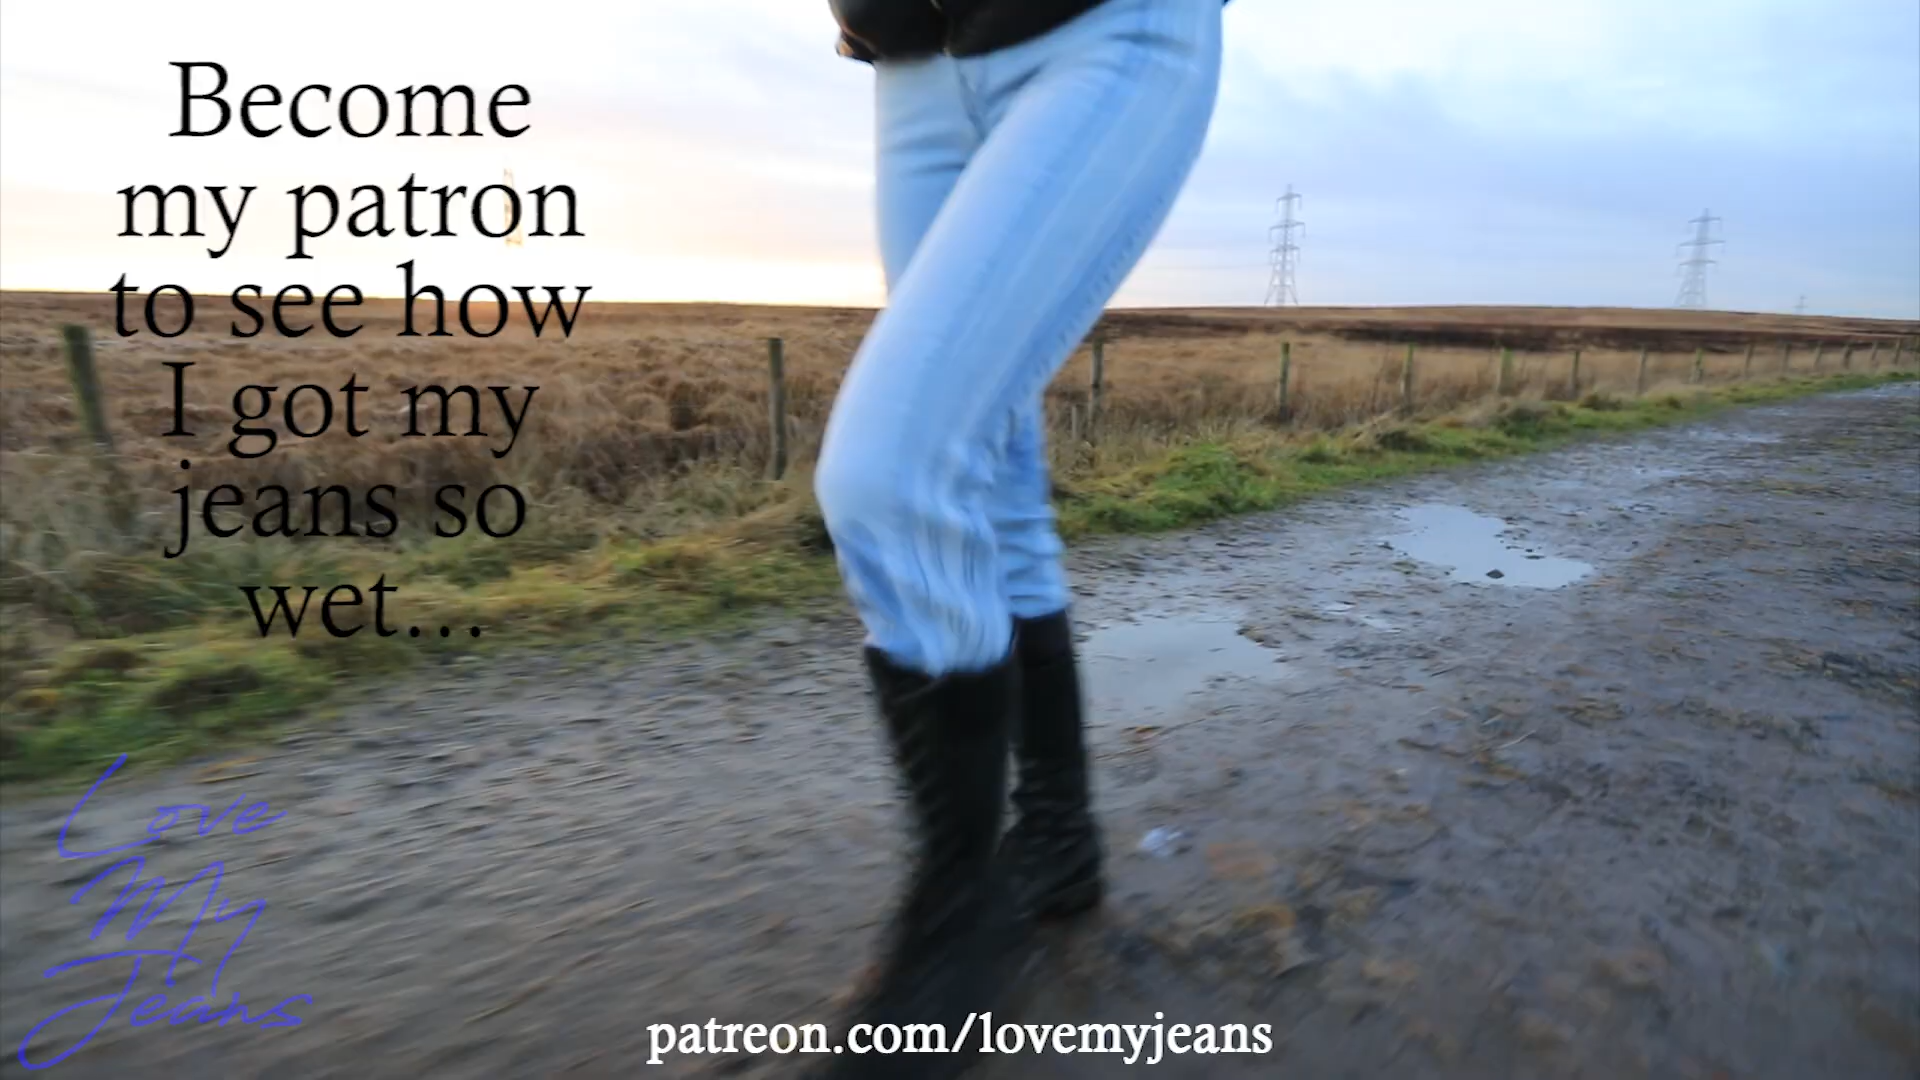 Become
my patron
to see how
I got my
jeans so
wet...
Love
My
Jeans
patreon.com/lovemyjeans